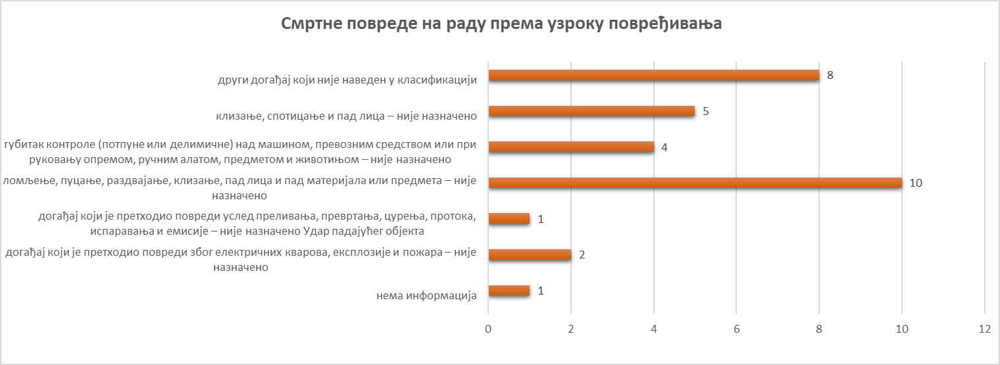 Смртне повреде на раду према узроку повређивања
други догађај који није наведен у класификацији
8
клизање, спотицање и пад лица – није назначено
5
губитак контроле (потпуне или делимичне) над машином, превозним средством или при
руковању опремом, ручним алатом, предметом и животињом – није назначено
4
ломљење, пуцање, раздвајање, клизање, пад лица и пад материјала или предмета – није
назначено
10
догађај који је претходио повреди услед преливања, превртања, цурења, протока,
испаравања и емисије – није назначено Удар падајућег објекта
1
догађај који је претходио повреди због електричних кварова, експлозије и пожара – није
назначено
2
нема информација
1
0 2 4 6 8 10 12